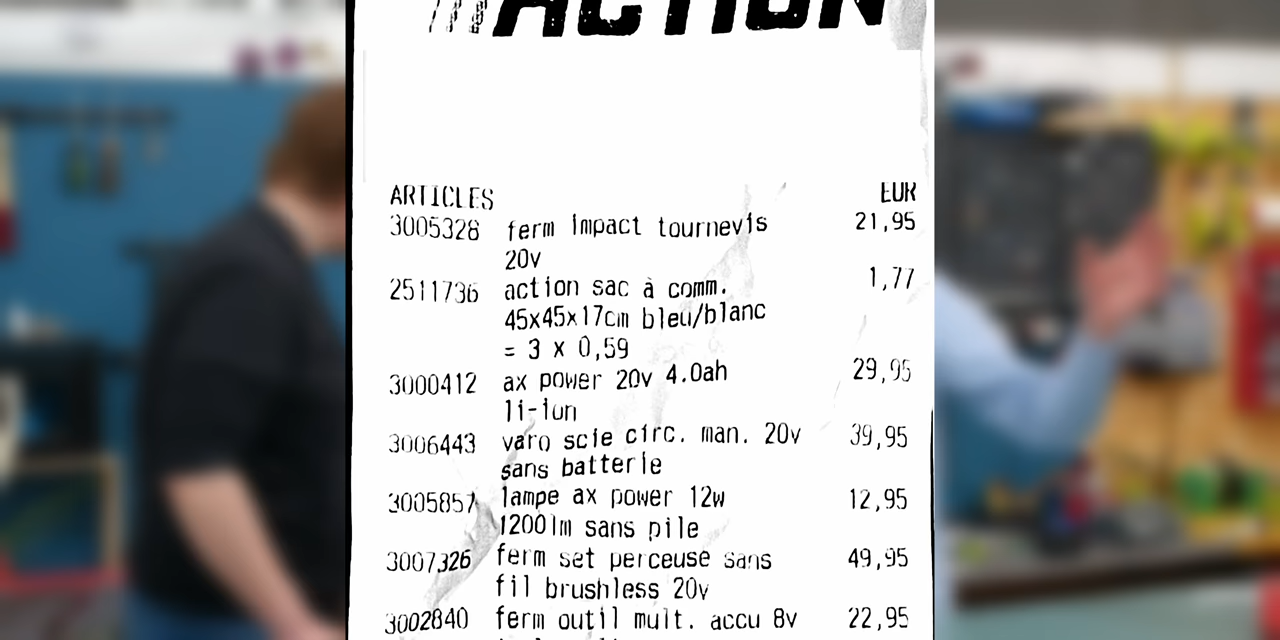 ACTION
ARTICLES EUR
3005328 ferm impact tournevis 21,95
20v
2511736 action sac à comm. 1,77
45x45x17cm bleu/blanc
= 3 X 0,59
3000412 ax power 20v 4.0ah 29,95
li-ion
3006443 varo scie circ. man. 20v 39,95
sans batterie
3005857 lampe ax power 12w 12,95
1200lm sans pile
3007326 ferm set perceuse sans 49,95
fil brushless 20v
3002840 ferm outil mult. accu 8v 22,95